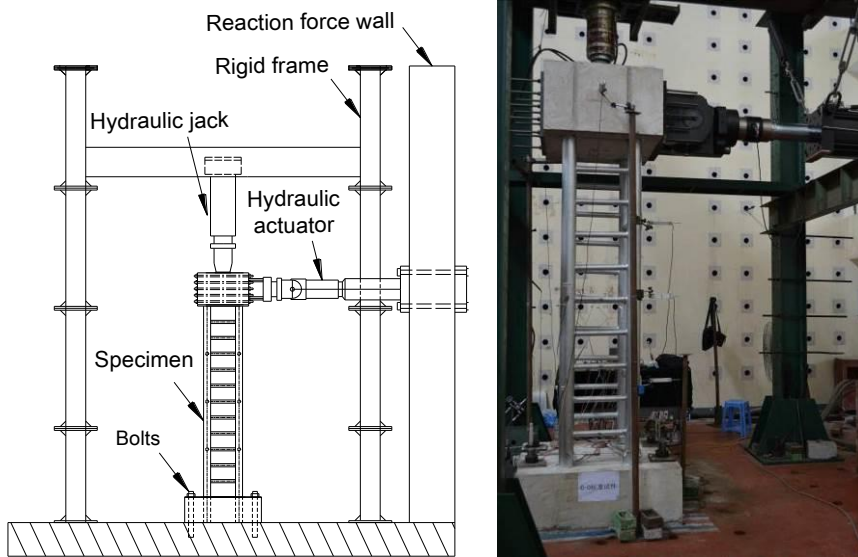 Reaction force wall
Rigid frame
Hydraulic jack
Hydraulic
actuator
Specimen
Bolts